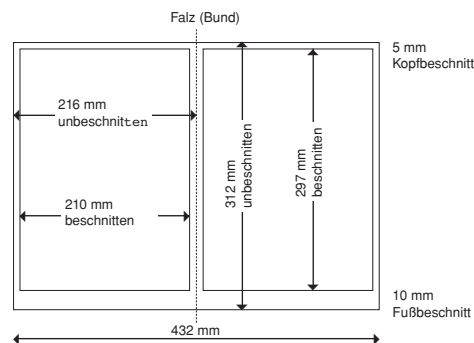 Falz (Bund)
5 mm
Kopfbeschnitt
216 mm
unbeschnitten
312 mm
unbeschnitten
297 mm
beschnitten
210 mm
beschnitten
10 mm
Fußbeschnitt
432 mm